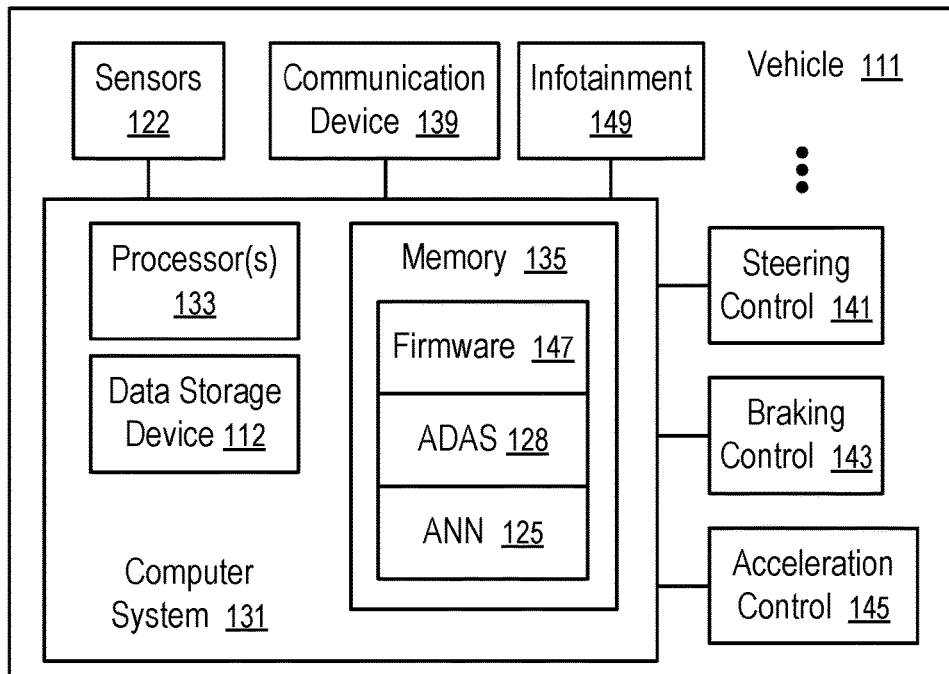 Sensors
122
Communication
Device 139
Infotainment
149
Vehicle 111
Processor(s)
133
Data Storage
Device 112
Computer
System 131
Memory 135
Firmware 147
ADAS 128
ANN 125
Steering
Control 141
Braking
Control 143
Acceleration
Control 145